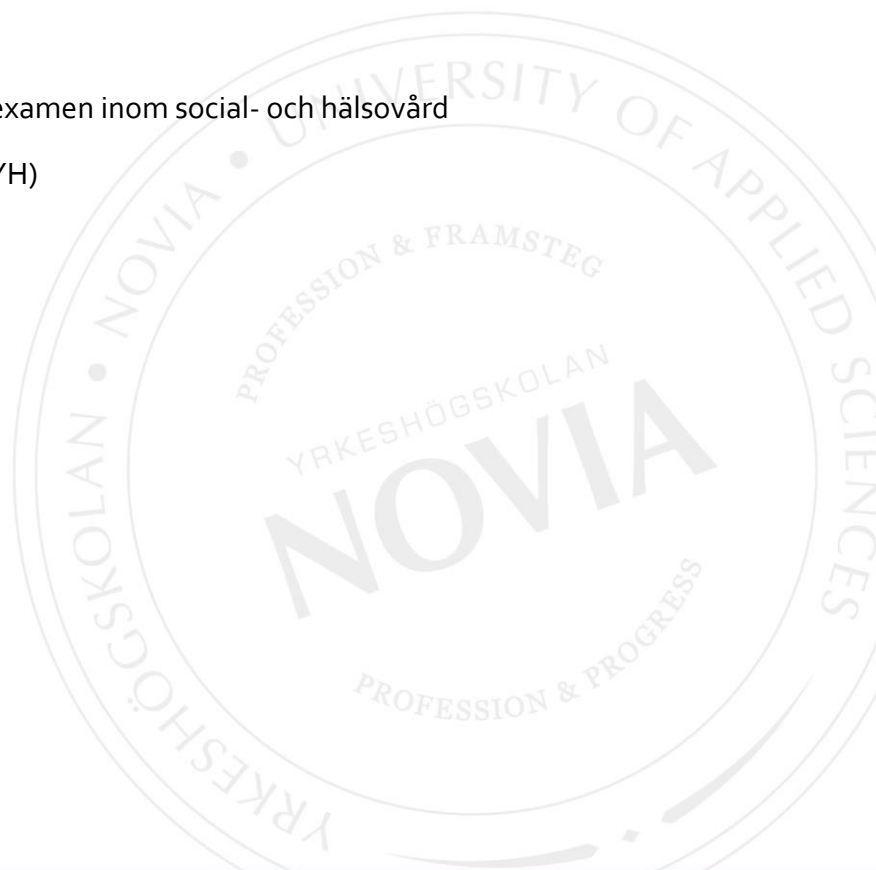 examen inom social- och hälsovård
YH)
YRKESHÖGSKOLAN • NOVIA • UNIVERSITY OF APPLIED SCIENCES
PROFESSION & FRAMSTEG
YRKESHÖGSKOLAN
NOVIA
PROFESSION & PROGRESS